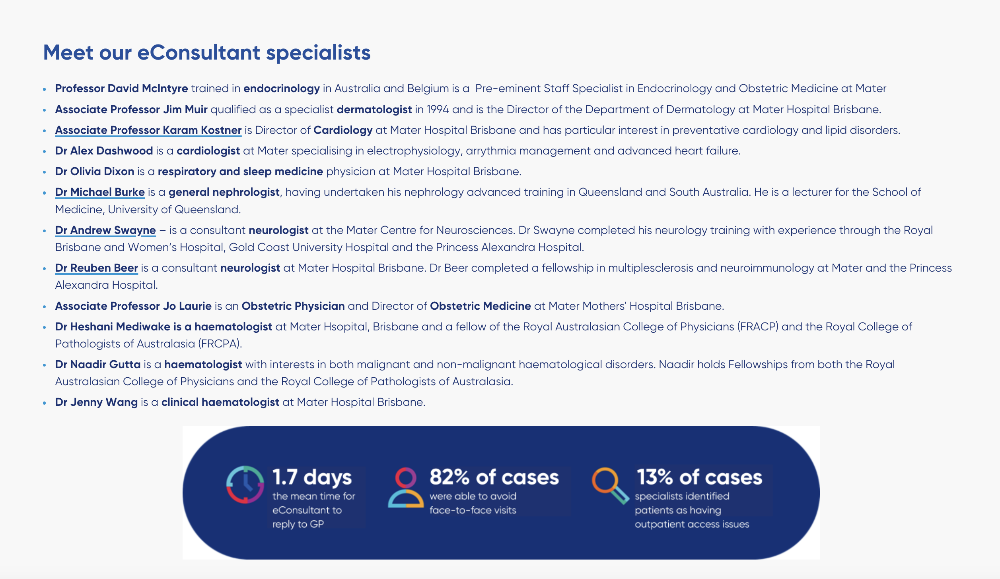 Meet our eConsultant specialists
• Professor David McIntyre trained in endocrinology in Australia and Belgium is a  Pre-eminent Staff Specialist in Endocrinology and Obstetric Medicine at Mater
• Associate Professor Jim Muir qualified as a specialist dermatologist in 1994 and is the Director of the Department of Dermatology at Mater Hospital Brisbane.
• Associate Professor Karam Kostner is Director of Cardiology at Mater Hospital Brisbane and has particular interest in preventative cardiology and lipid disorders.
• Dr Alex Dashwood is a cardiologist at Mater specialising in electrophysiology, arrythmia management and advanced heart failure.
• Dr Olivia Dixon is a respiratory and sleep medicine physician at Mater Hospital Brisbane.
• Dr Michael Burke is a general nephrologist, having undertaken his nephrology advanced training in Queensland and South Australia. He is a lecturer for the School of
Medicine, University of Queensland.
• Dr Andrew Swayne – is a consultant neurologist at the Mater Centre for Neurosciences. Dr Swayne completed his neurology training with experience through the Royal
Brisbane and Women’s Hospital, Gold Coast University Hospital and the Princess Alexandra Hospital.
• Dr Reuben Beer is a consultant neurologist at Mater Hospital Brisbane. Dr Beer completed a fellowship in multiplesclerosis and neuroimmunology at Mater and the Princess
Alexandra Hospital.
• Associate Professor Jo Laurie is an Obstetric Physician and Director of Obstetric Medicine at Mater Mothers' Hospital Brisbane.
• Dr Heshani Mediwake is a haematologist at Mater Hsopital, Brisbane and a fellow of the Royal Australasian College of Physicians (FRACP) and the Royal College of
Pathologists of Australasia (FRCPA).
• Dr Naadir Gutta is a haematologist with interests in both malignant and non-malignant haematological disorders. Naadir holds Fellowships from both the Royal
Australasian College of Physicians and the Royal College of Pathologists of Australasia.
• Dr Jenny Wang is a clinical haematologist at Mater Hospital Brisbane.
1.7 days
the mean time for
eConsultant to
reply to GP
82% of cases
were able to avoid
face-to-face visits
13% of cases
specialists identified
patients as having
outpatient access issues